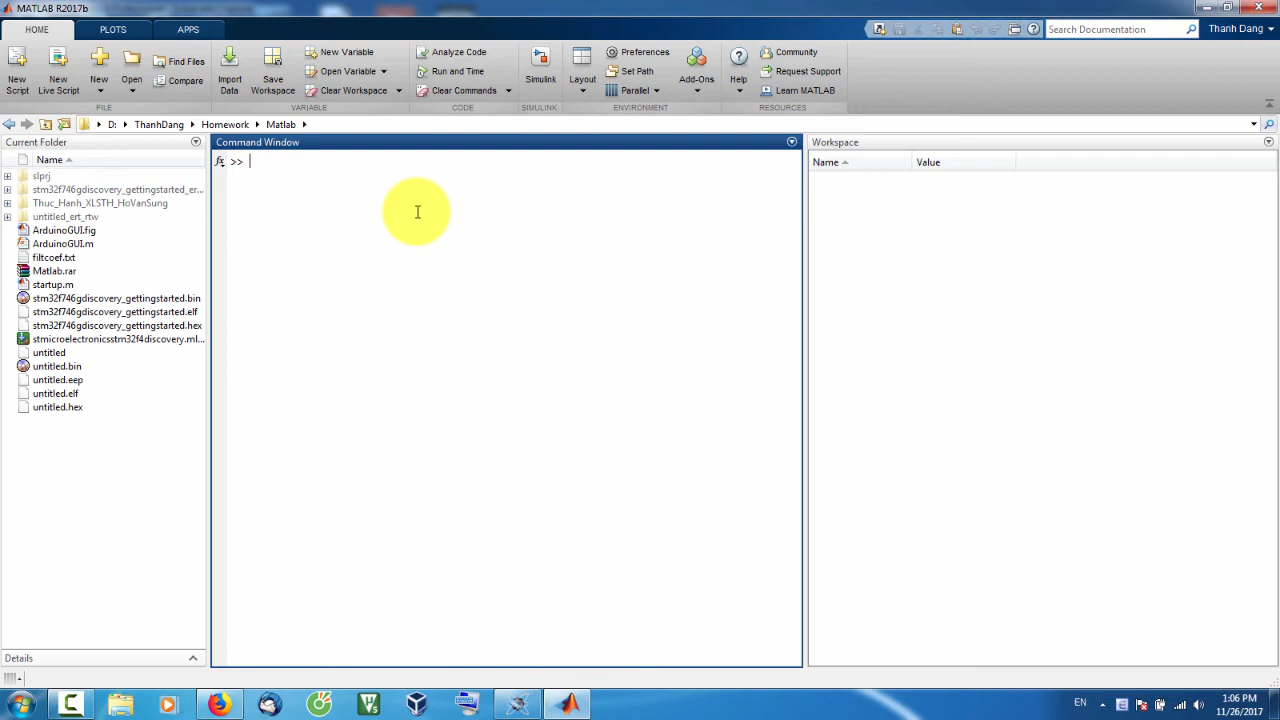 MATLAB R2017b
HOME PLOTS APPS
Search Documentation
Thanh Dang
New Script
New Live Script
New
Open
Find Files
Compare
Import Data
Save Workspace
New Variable
Open Variable
Clear Workspace
Analyze Code
Run and Time
Clear Commands
Simulink
Layout
Preferences
Set Path
Parallel
Add-Ons
Help
Community
Request Support
Learn MATLAB
FILE VARIABLE CODE SIMULINK ENVIRONMENT RESOURCES
D: ThanhDang Homework Matlab
Current Folder
Name
slprj
stm32f746gdiscovery_gettingstarted_er...
Thuc_Hanh_XLSTH_HoVanSung
untitled_ert_rtw
ArduinoGUI.fig
ArduinoGUI.m
filtcoef.txt
Matlab.rar
startup.m
stm32f746gdiscovery_gettingstarted.bin
stm32f746gdiscovery_gettingstarted.elf
stm32f746gdiscovery_gettingstarted.hex
stmicroelectronicsstm32f4discovery.ml...
untitled
untitled.bin
untitled.eep
untitled.elf
untitled.hex
Details
Command Window
fx >>
Workspace
Name Value
EN
1:06 PM
11/26/2017